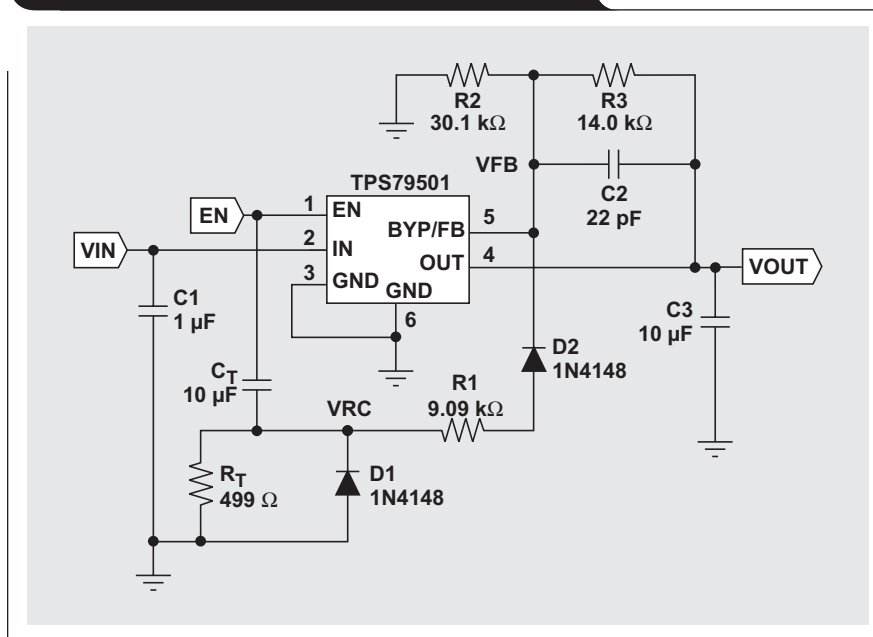 R2
30.1 kΩ
R3
14.0 kΩ
VFB
C2
22 pF
TPS79501
EN
1
EN
BYP/FB
5
VIN
2
IN
OUT
4
VOUT
3
GND
GND
6
C1
1 µF
C3
10 µF
D2
1N4148
CT
10 µF
VRC
R1
9.09 kΩ
RT
499 Ω
D1
1N4148